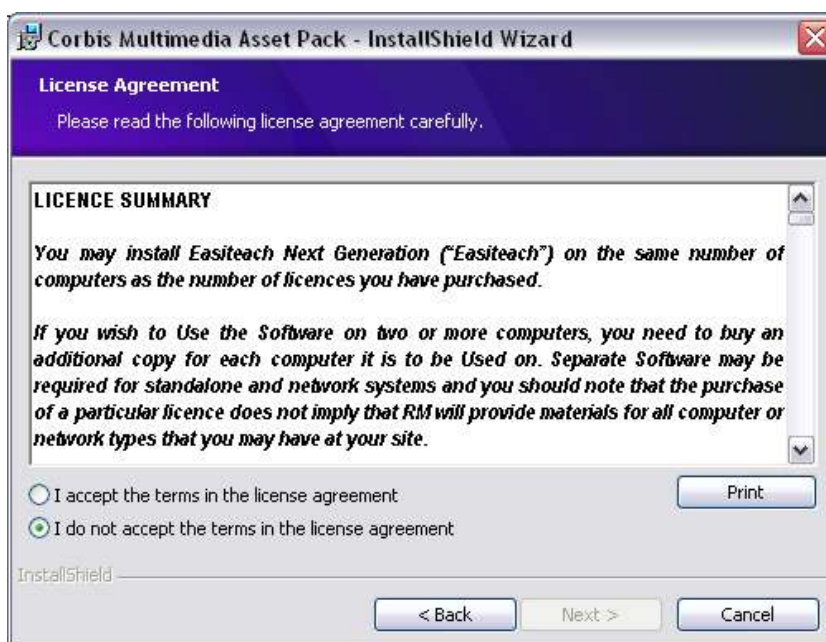 Corbis Multimedia Asset Pack - InstallShield Wizard
License Agreement
Please read the following license agreement carefully.
LICENCE SUMMARY
You may install Easiteach Next Generation ("Easiteach") on the same number of
computers as the number of licences you have purchased.
If you wish to Use the Software on two or more computers, you need to buy an
additional copy for each computer it is to be Used on. Separate Software may be
required for standalone and network systems and you should note that the purchase
of a particular licence does not imply that RM will provide materials for all computer or
network types that you may have at your site.
I accept the terms in the license agreement
Print
I do not accept the terms in the license agreement
InstallShield
< Back
Next >
Cancel